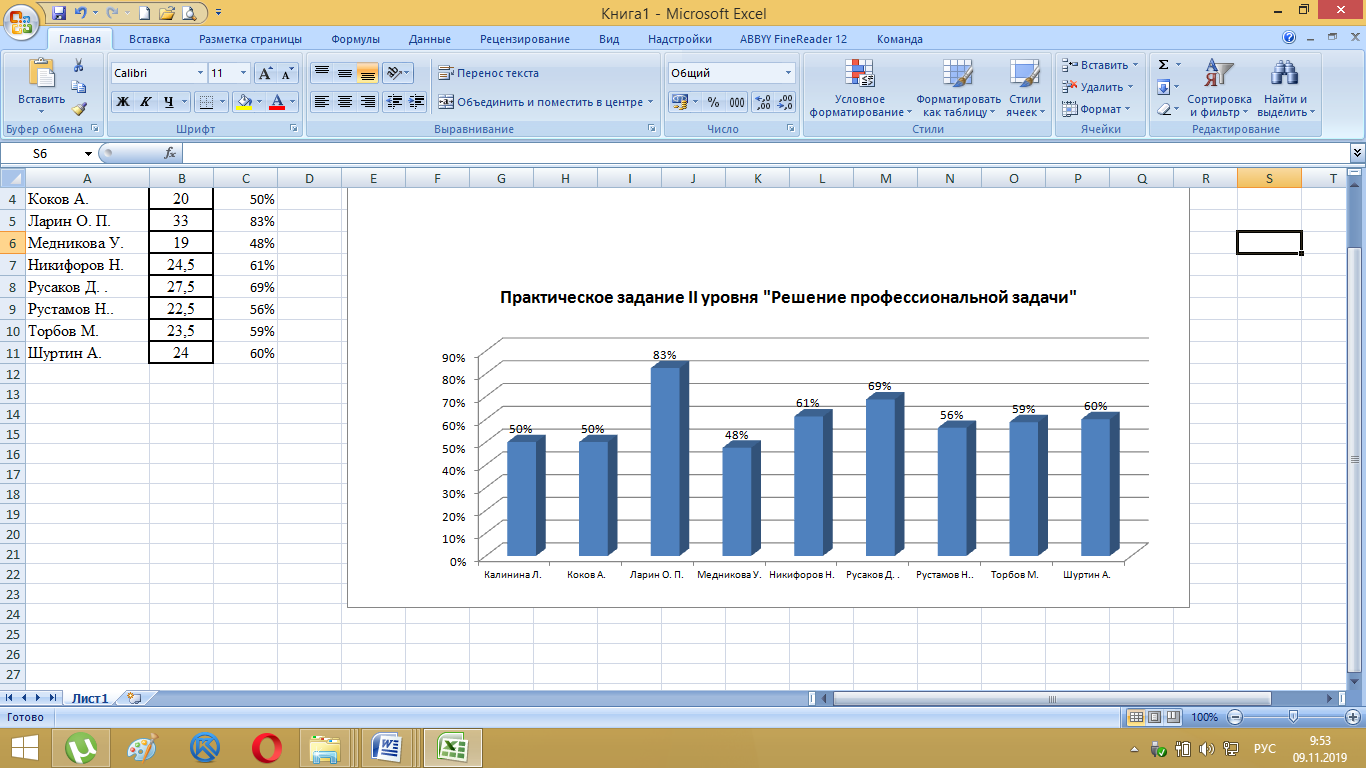 Книга1 - Microsoft Excel
Главная Вставка Разметка страницы Формулы Данные Рецензирование Вид Надстройки ABBYY FineReader 12 Команда
Вставить
Буфер обмена
Calibri 11
Ж К Ч А
Шрифт
Перенос текста
Объединить и поместить в центре
Выравнивание
Общий
% 000
Число
Условное форматирование
Форматировать как таблицу
Стили ячеек
Стили
Вставить
Удалить
Формат
Ячейки
Σ
Сортировка и фильтр
Найти и выделить
Редактирование
S6 fx
A B C D E F G H I J K L M N O P Q R S T
4 Коков А. 20 50%
5 Ларин О. П. 33 83%
6 Медникова У. 19 48%
7 Никифоров Н. 24,5 61%
8 Русаков Д. . 27,5 69%
9 Рустамов Н.. 22,5 56%
10 Торбов М. 23,5 59%
11 Шуртин А. 24 60%
12
13
14
15
16
17
18
19
20
21
22
23
24
25
26
27
Практическое задание II уровня "Решение профессиональной задачи"
90%
80%
70%
60%
50%
40%
30%
20%
10%
0%
50% 50% 83% 48% 61% 69% 56% 59% 60%
Калинина Л. Коков А. Ларин О. П. Медникова У. Никифоров Н. Русаков Д. . Рустамов Н.. Торбов М. Шуртин А.
Лист1
Готово 100%
РУС 9:53
09.11.2019